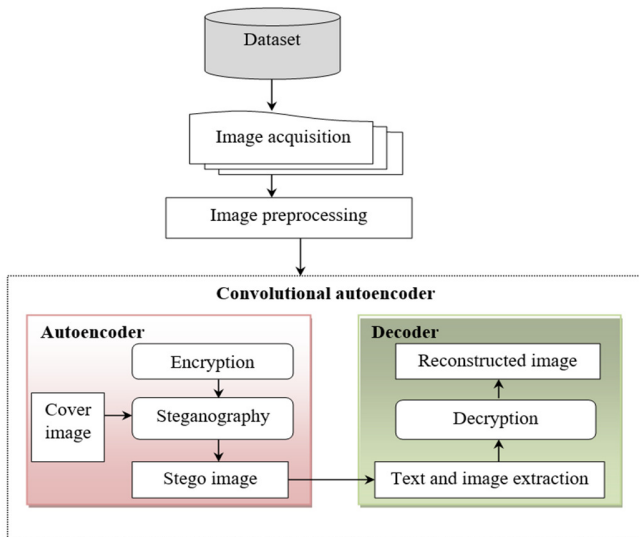 Dataset
Image acquisition
Image preprocessing
Convolutional autoencoder
Autoencoder
Encryption
Cover
image
Steganography
Stego image
Decoder
Reconstructed image
Decryption
Text and image extraction